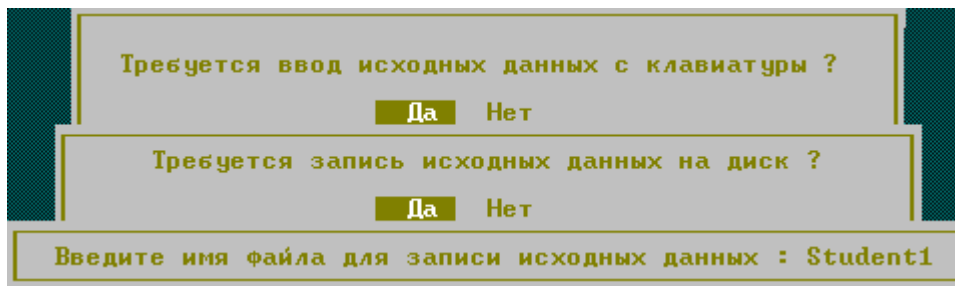 Требуется ввод исходных данных с клавиатуры ?
Да Нет
Требуется запись исходных данных на диск ?
Да Нет
Введите имя файла для записи исходных данных : Student1